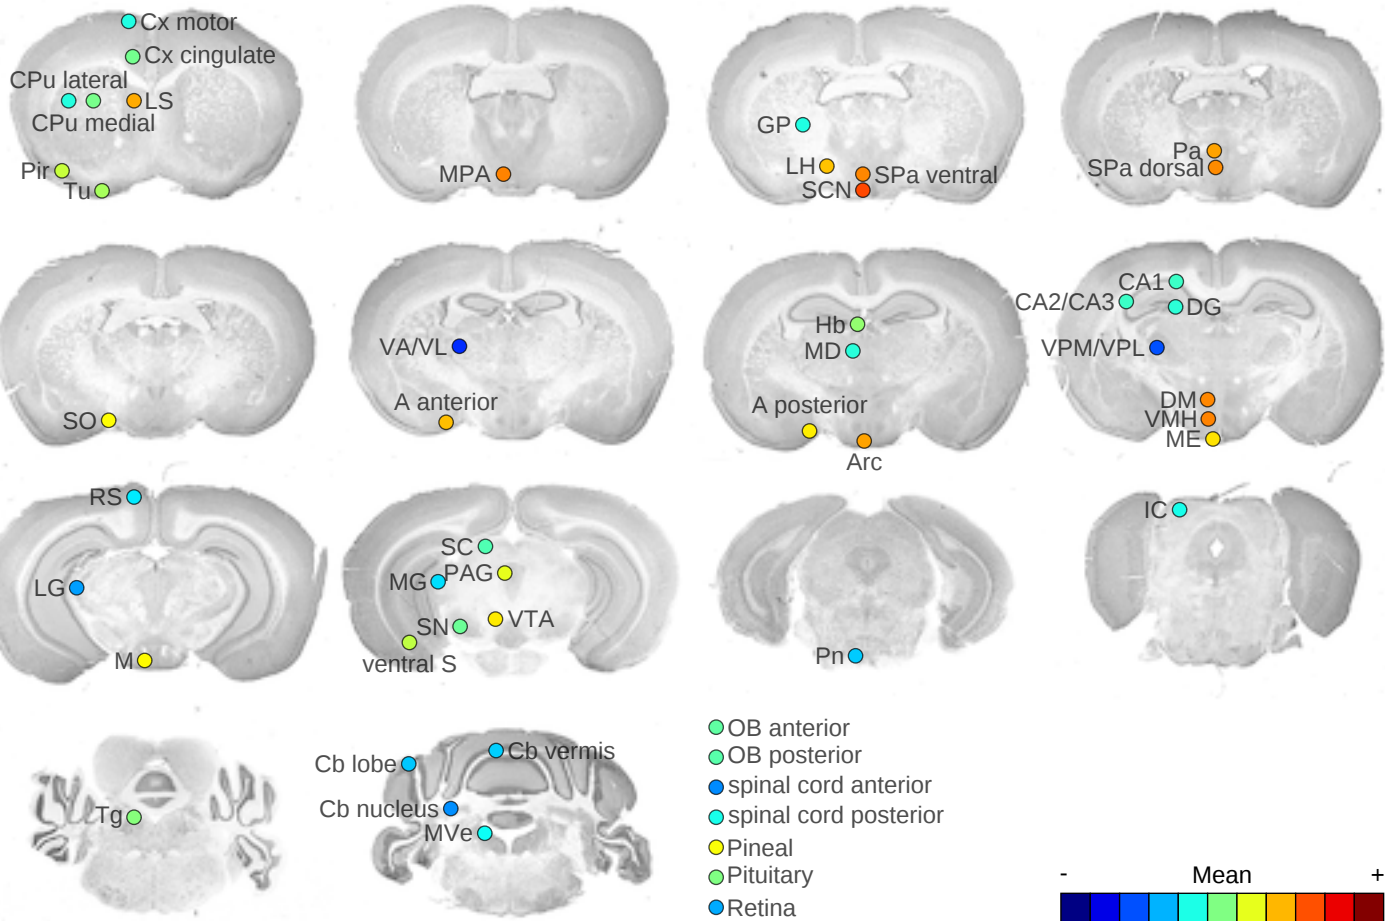 Cx motor
Cx cingulate
CPu lateral
LS
CPu medial
Pir
Tu
MPA
GP
LH
SPa ventral
SCN
Pa
SPa dorsal
SO
VA/VL
A anterior
Hb
MD
A posterior
Arc
CA1
CA2/CA3
DG
VPM/VPL
DM
VMH
ME
RS
LG
M
SC
MG
PAG
SN
VTA
ventral S
Pn
IC
Tg
Cb lobe
Cb vermis
Cb nucleus
MVe
OB anterior
OB posterior
spinal cord anterior
spinal cord posterior
Pineal
Pituitary
Retina
- Mean +